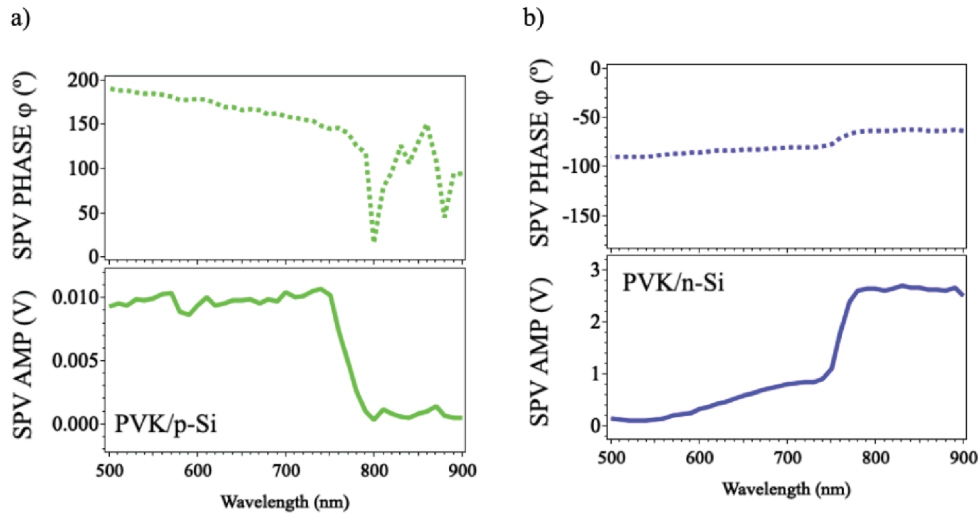 a)
SPV PHASE φ (º)
200
150
100
50
0
SPV AMP (V)
0.010
0.005
0.000
PVK/p-Si
500 600 700 800 900
Wavelength (nm)
b)
SPV PHASE φ (º)
0
-50
-100
-150
SPV AMP (V)
3
2
1
0
PVK/n-Si
500 600 700 800 900
Wavelength (nm)